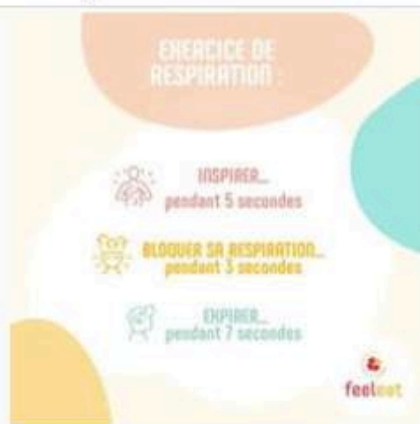 EXERCICE DE
RESPIRATION :
INSPIRER...
pendant 5 secondes
BLOQUER SA RESPIRATION...
pendant 3 secondes
EXPIRER...
pendant 7 secondes
feeleat